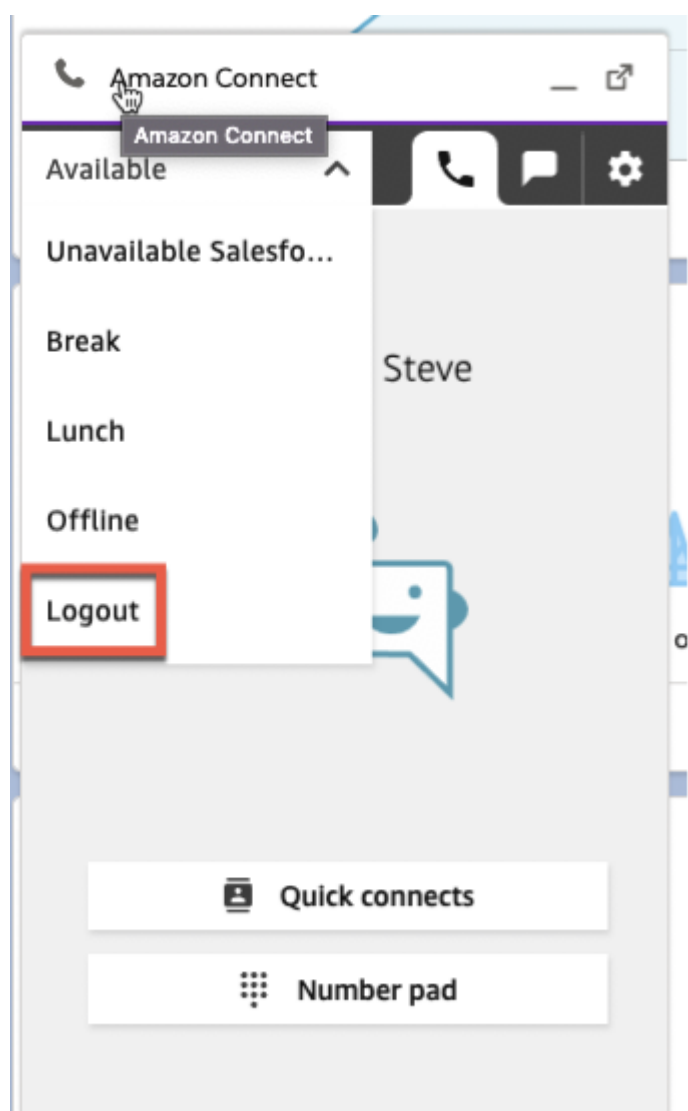 Amazon Connect
Amazon Connect
Available
Unavailable Salesfo...
Break
Steve
Lunch
Offline
Logout
Quick connects
Number pad